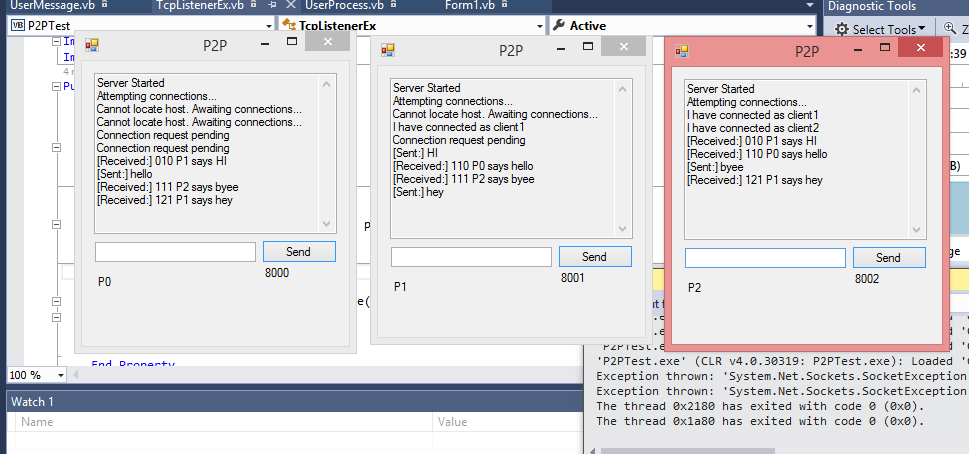 UserMessage.vb
TcpListenerEx.vb
UserProcess.vb
Form1.vb
Diagnostic Tools
VB P2PTest
TcpListenerEx
Active
Select Tools
P2P
Server Started
Attempting connections...
Cannot locate host. Awaiting connections...
Cannot locate host. Awaiting connections...
Connection request pending
Connection request pending
[Received:] 010 P1 says HI
[Sent:] hello
[Received:] 111 P2 says byee
[Received:] 121 P1 says hey
Send
8000
P0
P2P
Server Started
Attempting connections...
Cannot locate host. Awaiting connections...
I have connected as client1
Connection request pending
[Sent:] HI
[Received:] 110 P0 says hello
[Received:] 111 P2 says byee
[Sent:] hey
Send
8001
P1
P2P
Server Started
Attempting connections...
I have connected as client1
I have connected as client2
[Received:] 010 P1 says HI
[Received:] 110 P0 says hello
[Sent:] byee
[Received:] 121 P1 says hey
Send
8002
P2
:39
End Property
100 %
'P2PTest.exe' (CLR v4.0.30319: P2PTest.exe): Loaded 'C
Exception thrown: 'System.Net.Sockets.SocketException
Exception thrown: 'System.Net.Sockets.SocketException
The thread 0x2180 has exited with code 0 (0x0).
The thread 0x1a80 has exited with code 0 (0x0).
Watch 1
Name
Value